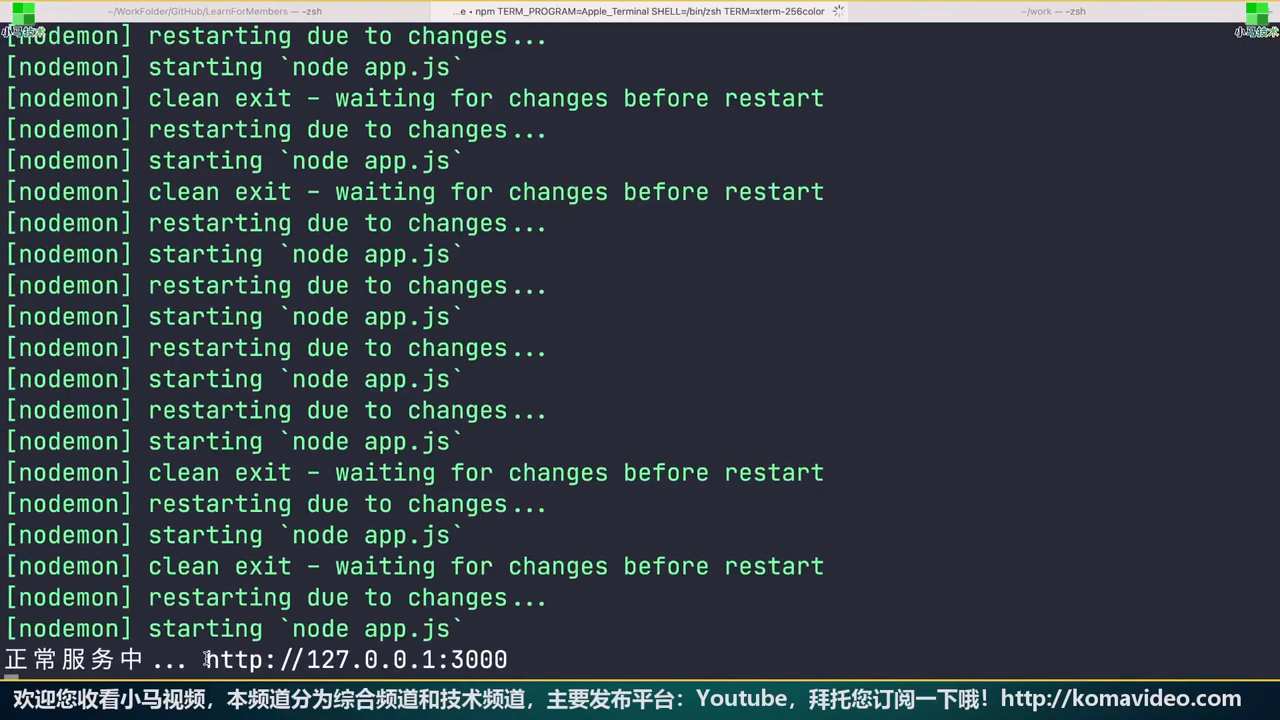 ~/WorkFolder/GitHub/LearnForMembers — -zsh
...e • npm TERM_PROGRAM=Apple_Terminal SHELL=/bin/zsh TERM=xterm-256color
~/work — -zsh
小马技术
小马技术
[nodemon] restarting due to changes...
[nodemon] starting `node app.js`
[nodemon] clean exit - waiting for changes before restart
[nodemon] restarting due to changes...
[nodemon] starting `node app.js`
[nodemon] clean exit - waiting for changes before restart
[nodemon] restarting due to changes...
[nodemon] starting `node app.js`
[nodemon] restarting due to changes...
[nodemon] starting `node app.js`
[nodemon] restarting due to changes...
[nodemon] starting `node app.js`
[nodemon] restarting due to changes...
[nodemon] starting `node app.js`
[nodemon] clean exit - waiting for changes before restart
[nodemon] restarting due to changes...
[nodemon] starting `node app.js`
[nodemon] clean exit - waiting for changes before restart
[nodemon] restarting due to changes...
[nodemon] starting `node app.js`
正常服务中... http://127.0.0.1:3000
欢迎您收看小马视频，本频道分为综合频道和技术频道，主要发布平台：Youtube，拜托您订阅一下哦！http://komavideo.com